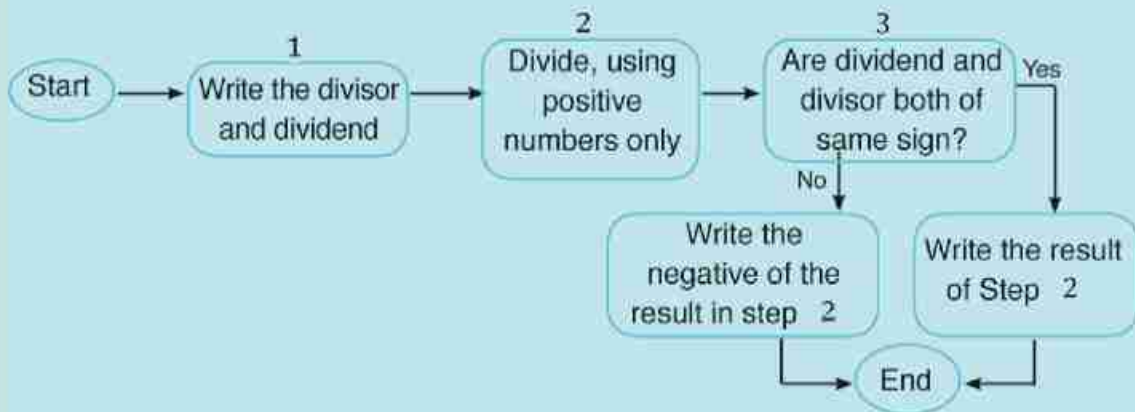 1
2
3
Start
Write the divisor
and dividend
Divide, using
positive
numbers only
Are dividend and
divisor both of
same sign?
Yes
No
Write the
negative of the
result in step 2
Write the result
of Step 2
End